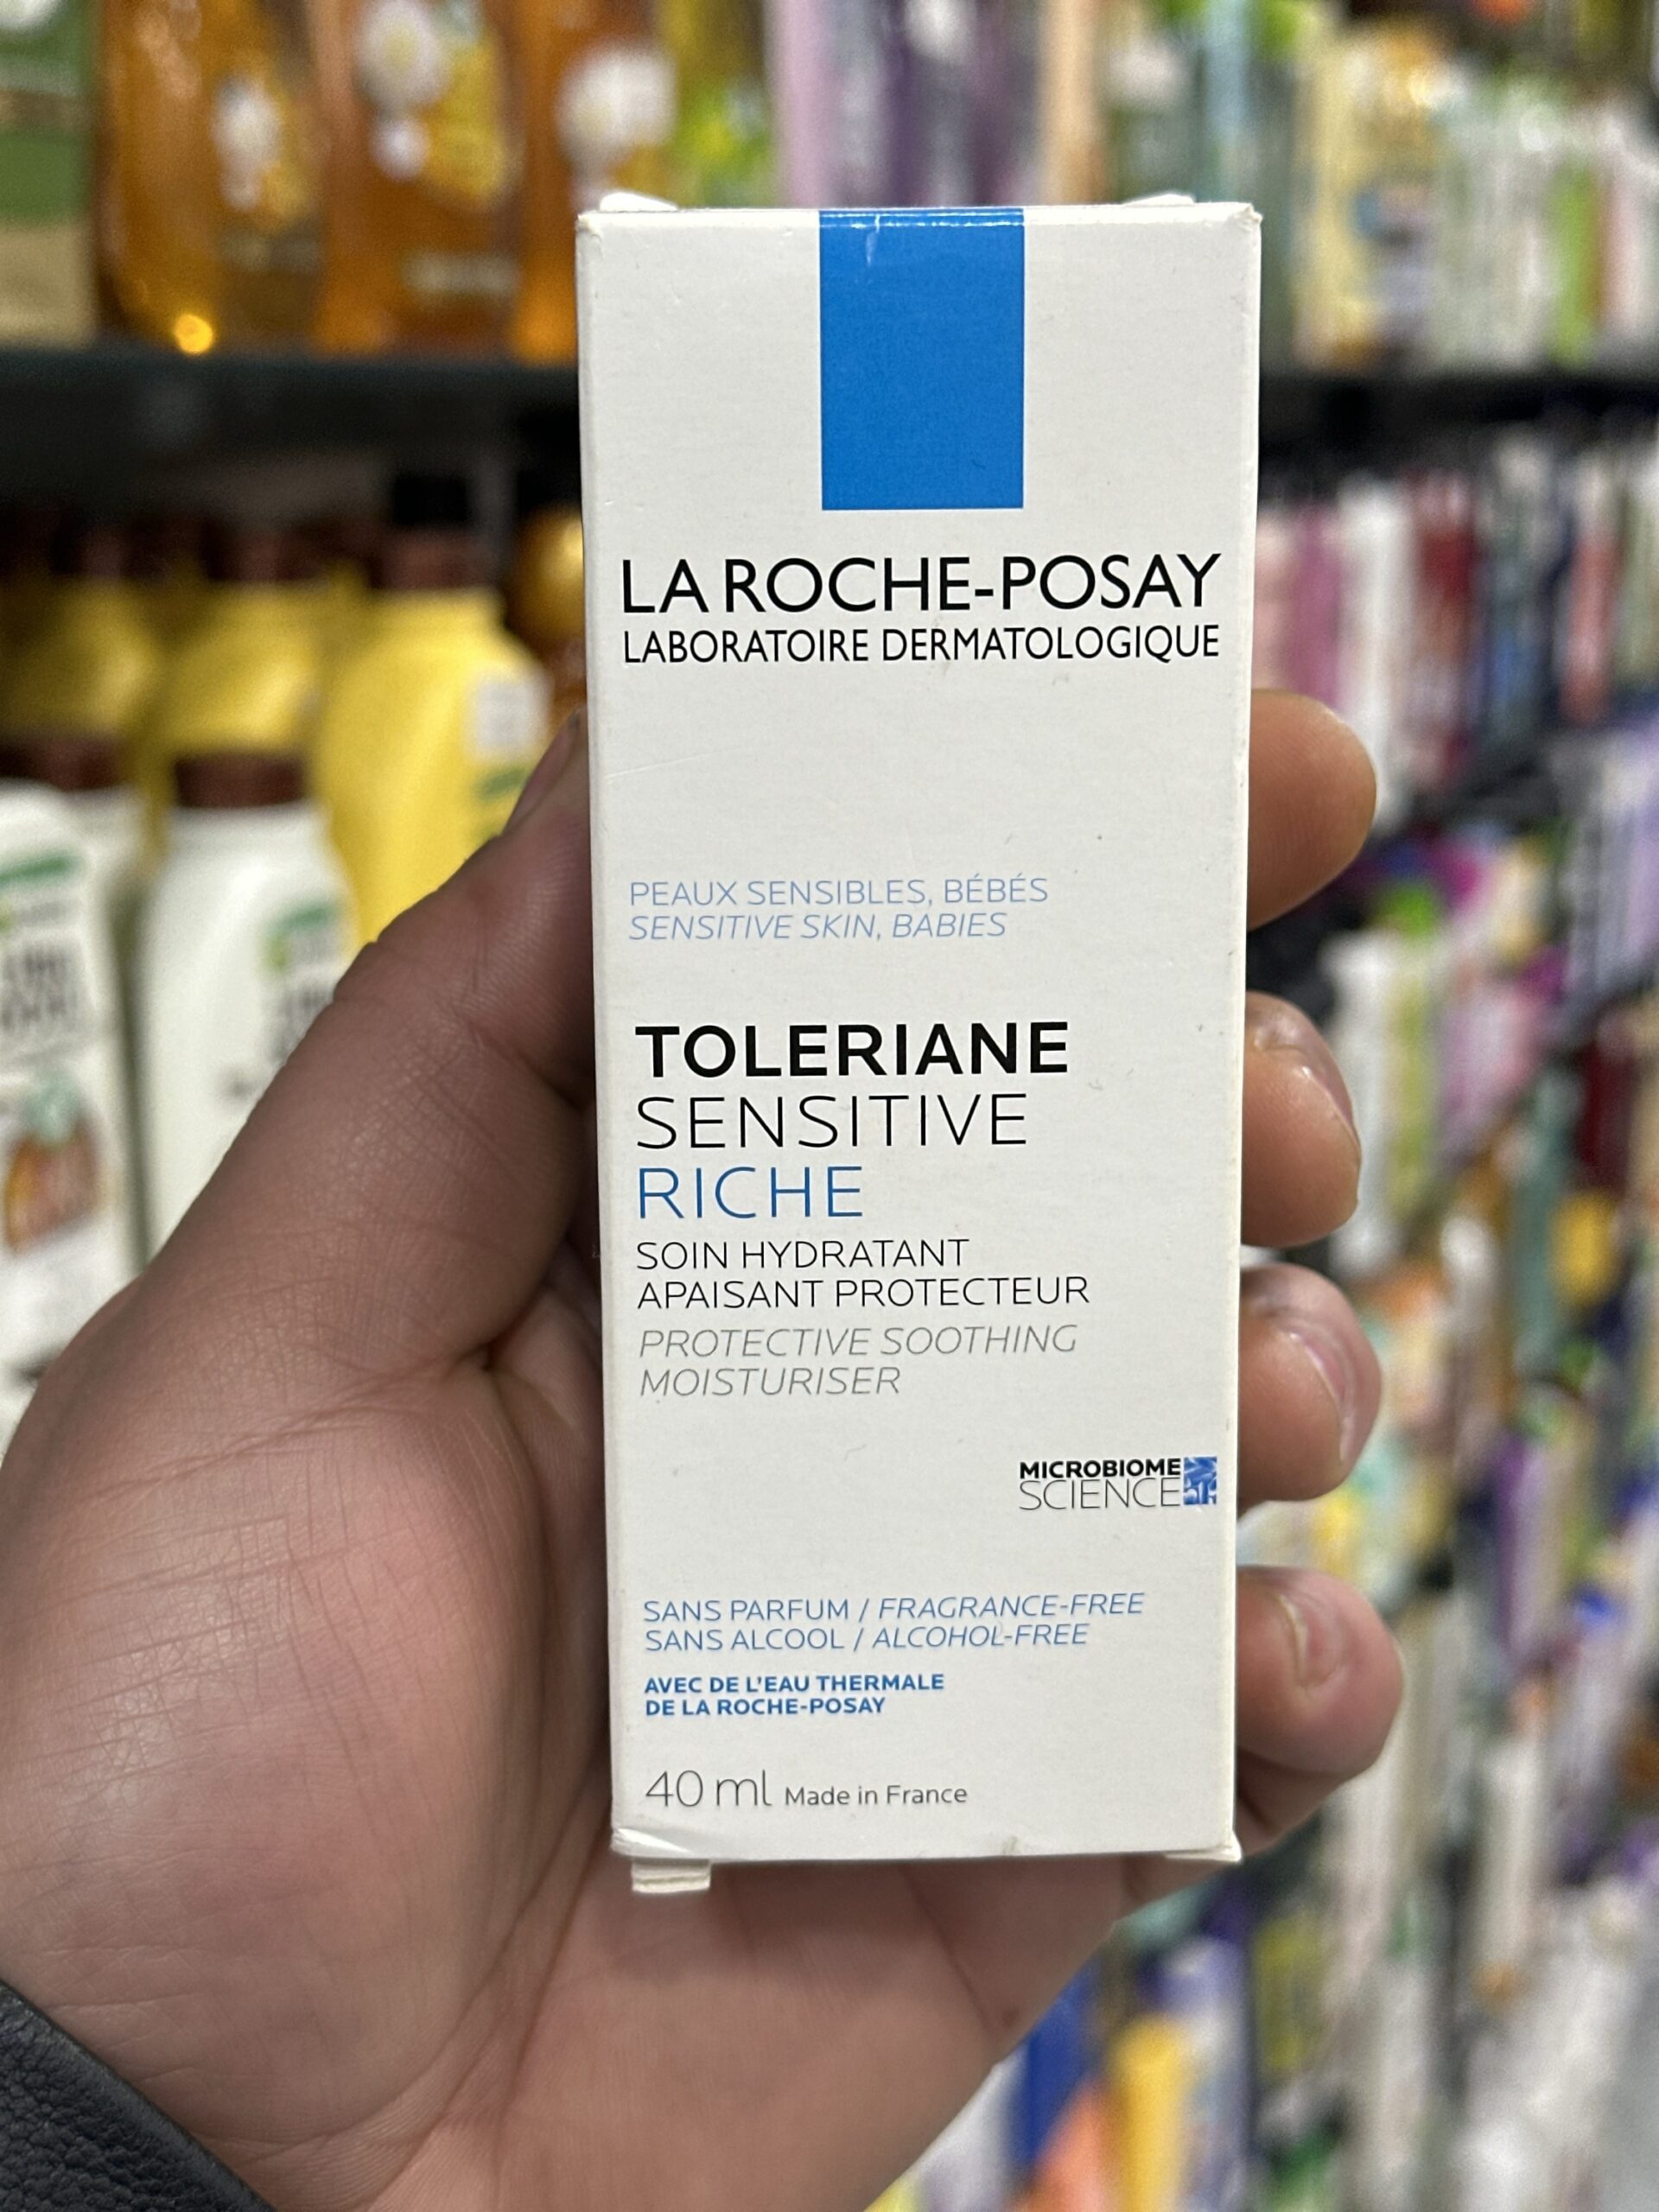 LA ROCHE-POSAY
LABORATOIRE DERMATOLOGIQUE
PEAUX SENSIBLES, BÉBÉS
SENSITIVE SKIN, BABIES
TOLERIANE
SENSITIVE
RICHE
SOIN HYDRATANT
APAISANT PROTECTEUR
PROTECTIVE SOOTHING
MOISTURISER
MICROBIOME
SCIENCE
SANS PARFUM / FRAGRANCE-FREE
SANS ALCOOL / ALCOHOL-FREE
AVEC DE L'EAU THERMALE
DE LA ROCHE-POSAY
40 ml Made in France